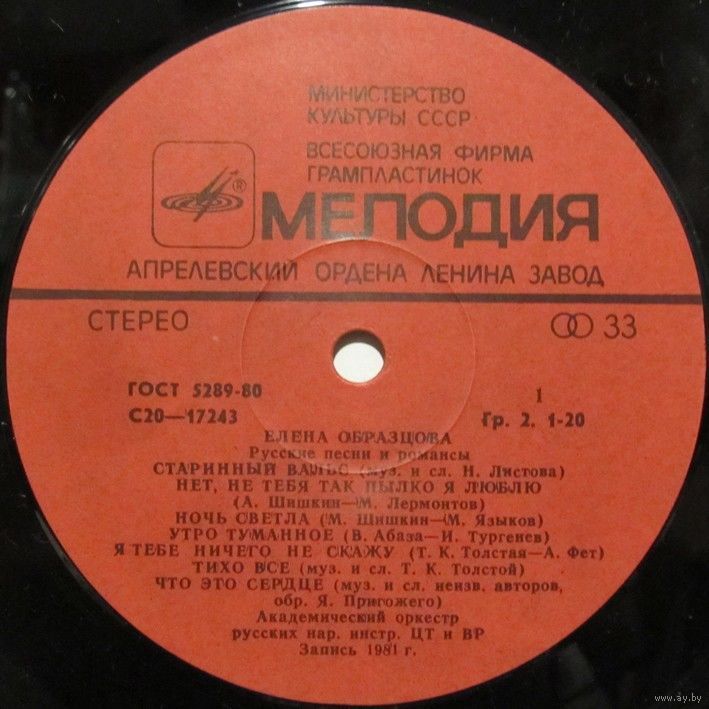 МИНИСТЕРСТВО
КУЛЬТУРЫ СССР
ВСЕСОЮЗНАЯ ФИРМА
ГРАМПЛАСТИНОК
®
МЕЛОДИЯ
АПРЕЛЕВСКИЙ ОРДЕНА ЛЕНИНА ЗАВОД
СТЕРЕО
33
ГОСТ 5289-80
С20—17243
1
Гр. 2. 1-20
ЕЛЕНА ОБРАЗЦОВА
Русские песни и романсы
СТАРИННЫЙ ВАЛЬС (муз. и сл. Н. Листова)
НЕТ, НЕ ТЕБЯ ТАК ПЫЛКО Я ЛЮБЛЮ
(А. Шишкин—М. Лермонтов)
НОЧЬ СВЕТЛА (М. Шишкин—М. Языков)
УТРО ТУМАННОЕ (В. Абаза—И. Тургенев)
Я ТЕБЕ НИЧЕГО НЕ СКАЖУ (Т. К. Толстая—А. Фет)
ТИХО ВСЕ (муз. и сл. Т. К. Толстой)
ЧТО ЭТО СЕРДЦЕ (муз. и сл. неизв. авторов,
обр. Я. Пригожего)
Академический оркестр
русских нар. инстр. ЦТ и ВР
Запись 1981 г.
www.ay.by